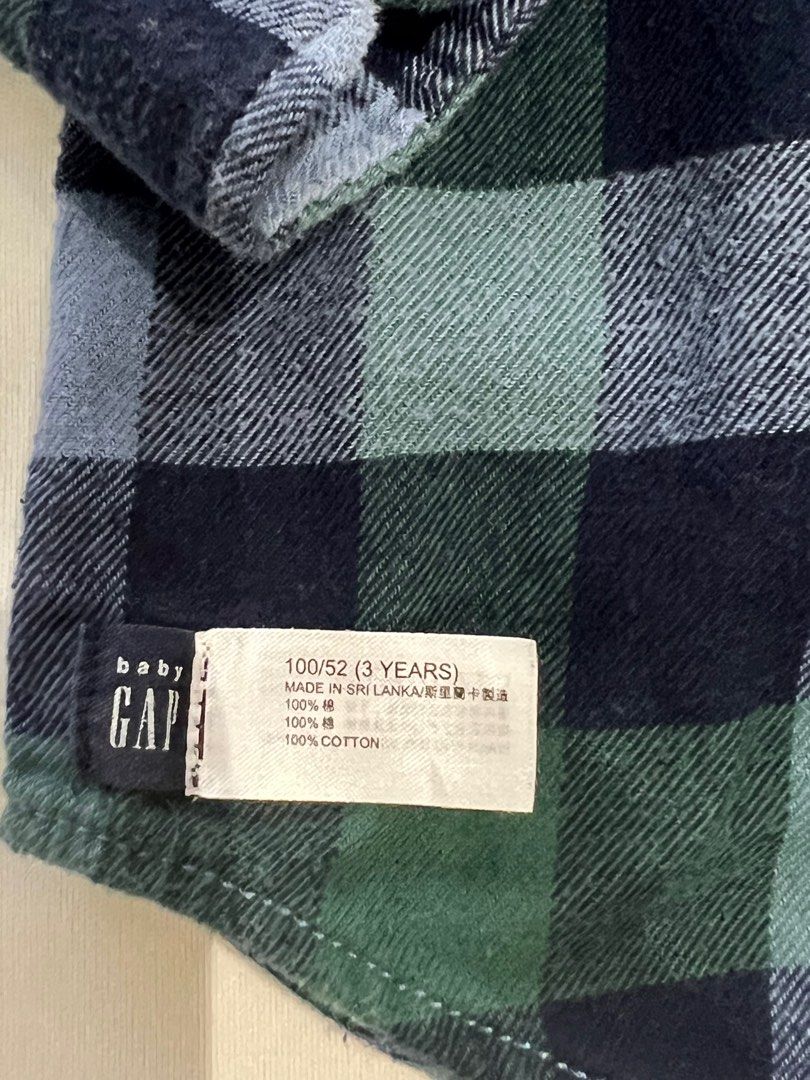 baby
GAP
100/52 (3 YEARS)
MADE IN SRI LANKA/斯里蘭卡製造
100% 棉
100% 棉
100% COTTON